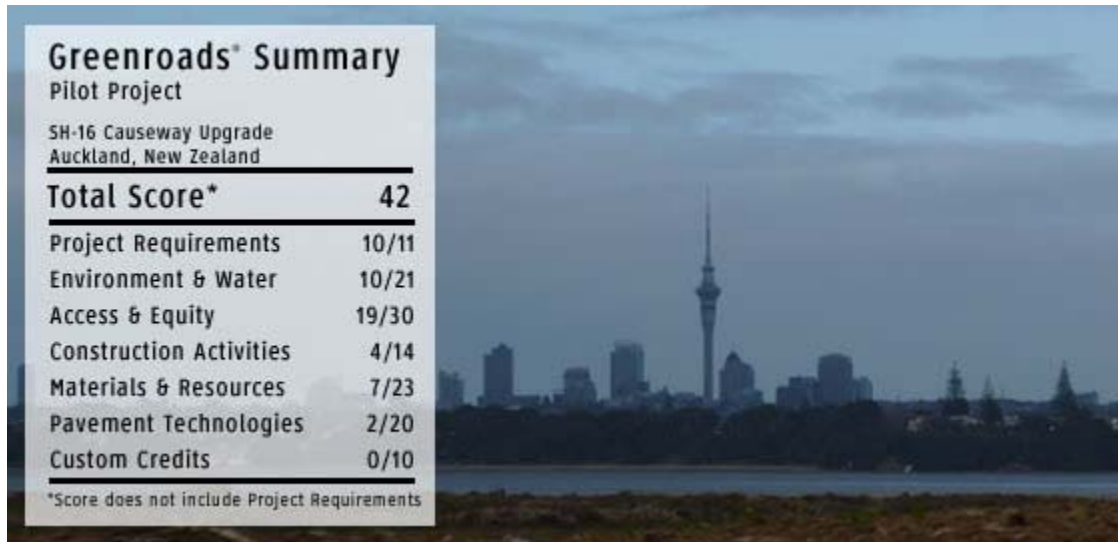 Greenroads® Summary
Pilot Project
SH-16 Causeway Upgrade
Auckland, New Zealand
Total Score* 42
Project Requirements 10/11
Environment & Water 10/21
Access & Equity 19/30
Construction Activities 4/14
Materials & Resources 7/23
Pavement Technologies 2/20
Custom Credits 0/10
*Score does not include Project Requirements